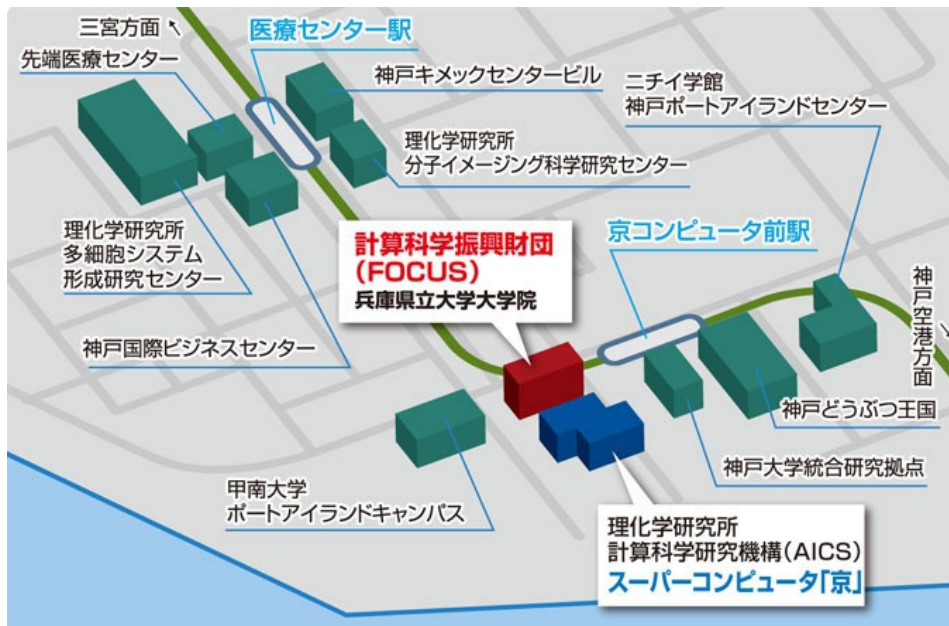 三宮方面
医療センター駅
先端医療センター
神戸キメックセンタービル
ニチイ学館
神戸ポートアイランドセンター
理化学研究所
分子イメージング科学研究センター
理化学研究所
多細胞システム
形成研究センター
計算科学振興財団
(FOCUS)
兵庫県立大学大学院
京コンピュータ前駅
神戸空港方面
神戸国際ビジネスセンター
神戸どうぶつ王国
神戸大学統合研究拠点
甲南大学
ポートアイランドキャンパス
理化学研究所
計算科学研究機構(AICS)
スーパーコンピュータ「京」